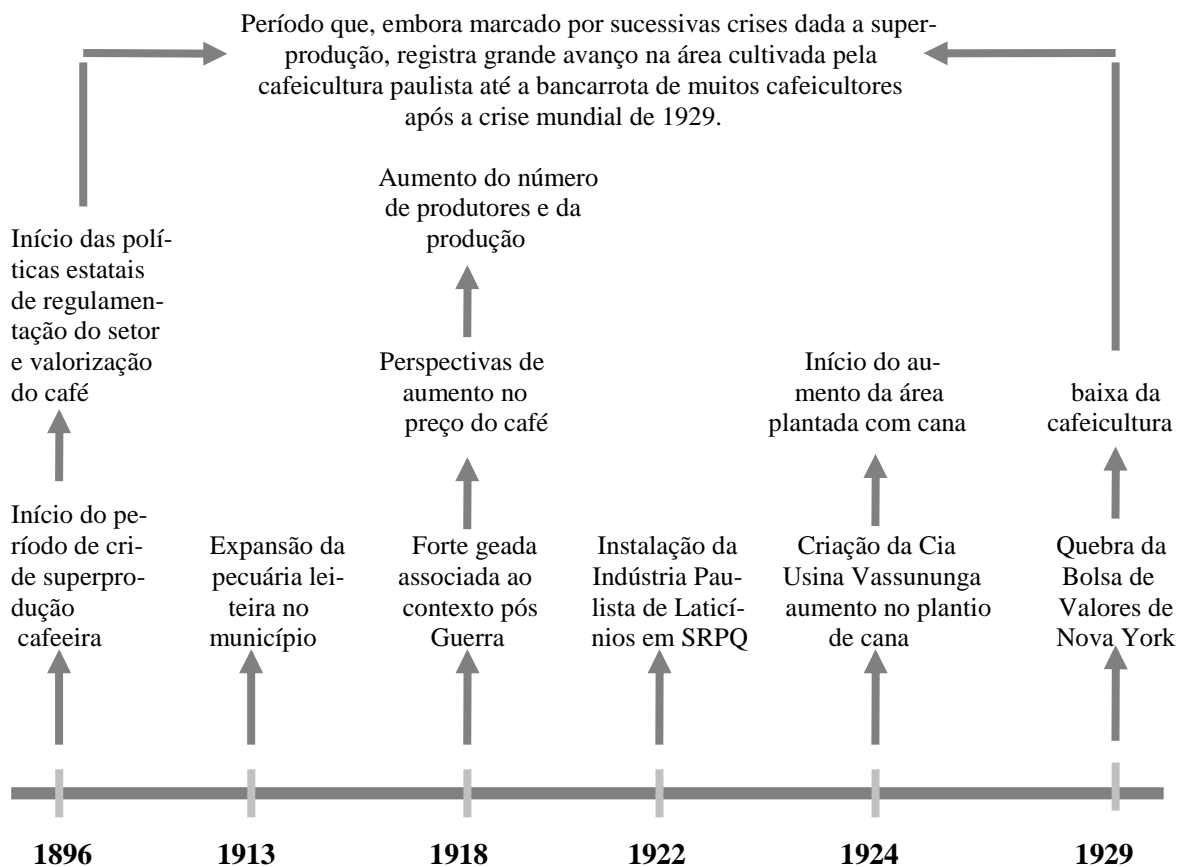 Período que, embora marcado por sucessivas crises dada a super-
produção, registra grande avanço na área cultivada pela
cafeicultura paulista até a bancarrota de muitos cafeicultores
após a crise mundial de 1929.
Aumento do número
de produtores e da
produção
Início das polí-
ticas estatais
de regulamen-
tação do setor
e valorização
do café
Perspectivas de
aumento no
preço do café
Início do au-
mento da área
plantada com cana
baixa da
cafeicultura
Início do pe-
ríodo de cri-
de superpro-
dução
cafeeira
Expansão da
pecuária lei-
teira no
município
Forte geada
associada ao
contexto pós
Guerra
Instalação da
Indústria Pau-
lista de Laticí-
nios em SRPQ
Criação da Cia
Usina Vassununga
aumento no plantio
de cana
Quebra da
Bolsa de
Valores de
Nova York
1896
1913
1918
1922
1924
1929